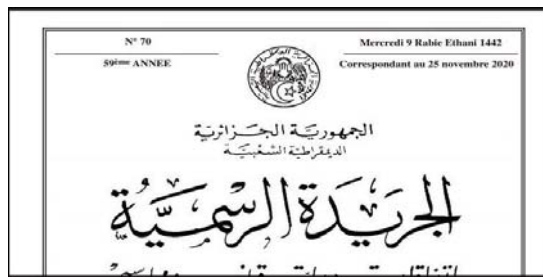 N° 70
Mercredi 9 Rabie Ethani 1442
59ème ANNEE
Correspondant au 25 novembre 2020
الجمهورية الجزائرية
الديمقراطية الشعبية
الجريدة الرسمية